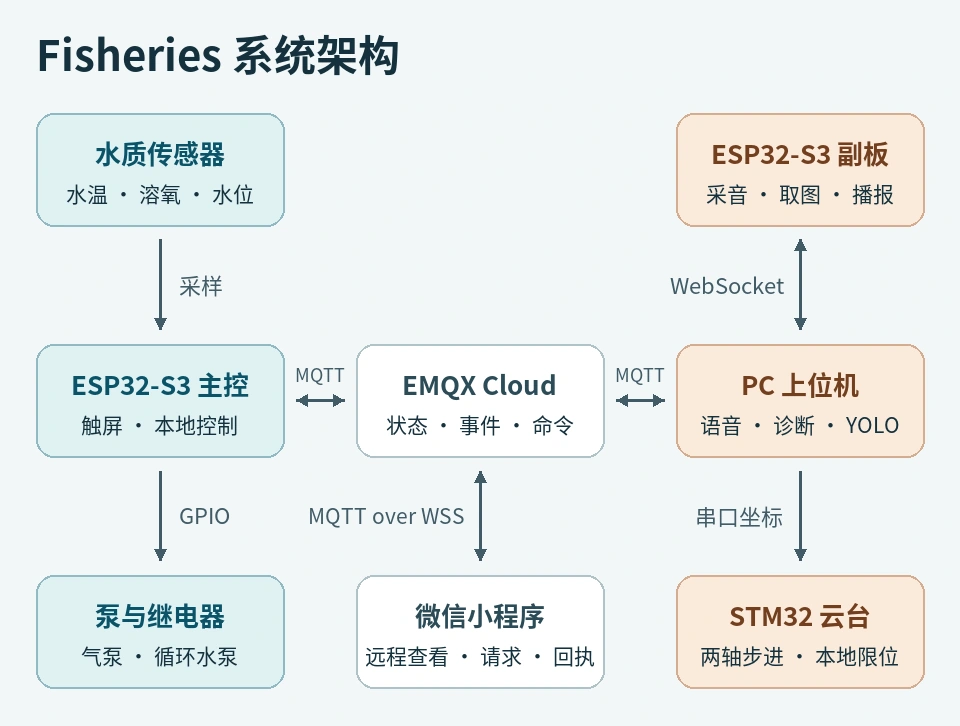 Fisheries 系统架构
水质传感器
水温 · 溶氧 · 水位
ESP32-S3 副板
采音 · 取图 · 播报
采样
WebSocket
ESP32-S3 主控
触屏 · 本地控制
MQTT
EMQX Cloud
状态 · 事件 · 命令
MQTT
PC 上位机
语音 · 诊断 · YOLO
GPIO
MQTT over WSS
串口坐标
泵与继电器
气泵 · 循环水泵
微信小程序
远程查看 · 请求 · 回执
STM32 云台
两轴步进 · 本地限位